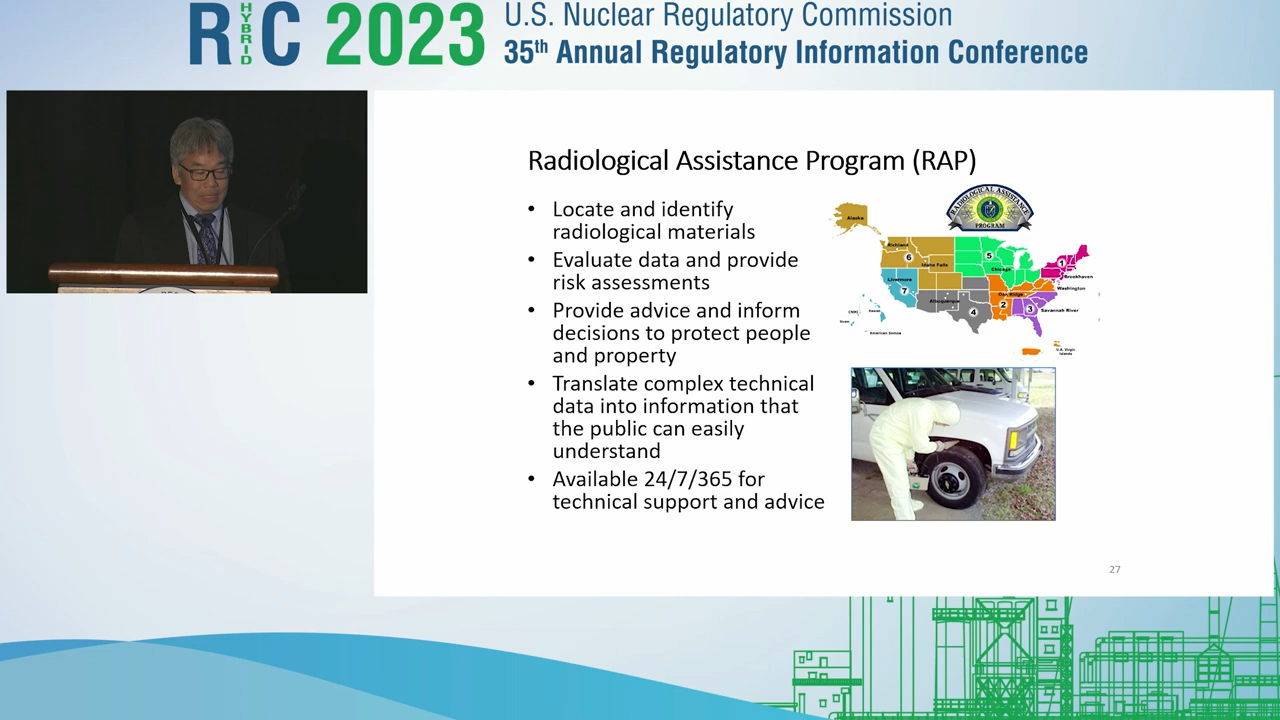 RIC 2023
HYBRID
U.S. Nuclear Regulatory Commission
35th Annual Regulatory Information Conference
Radiological Assistance Program (RAP)
• Locate and identify
radiological materials
• Evaluate data and provide
risk assessments
• Provide advice and inform
decisions to protect people
and property
• Translate complex technical
data into information that
the public can easily
understand
• Available 24/7/365 for
technical support and advice
RADIOLOGICAL ASSISTANCE
PROGRAM
Alaska
Richland
6
Idaho Falls
5
Chicago
1
Brookhaven
Washington
Livermore
7
Albuquerque
4
Oak Ridge
2
3
Savannah River
CNMI
Hawaii
Guam
American Samoa
U.S. Virgin
Islands
27